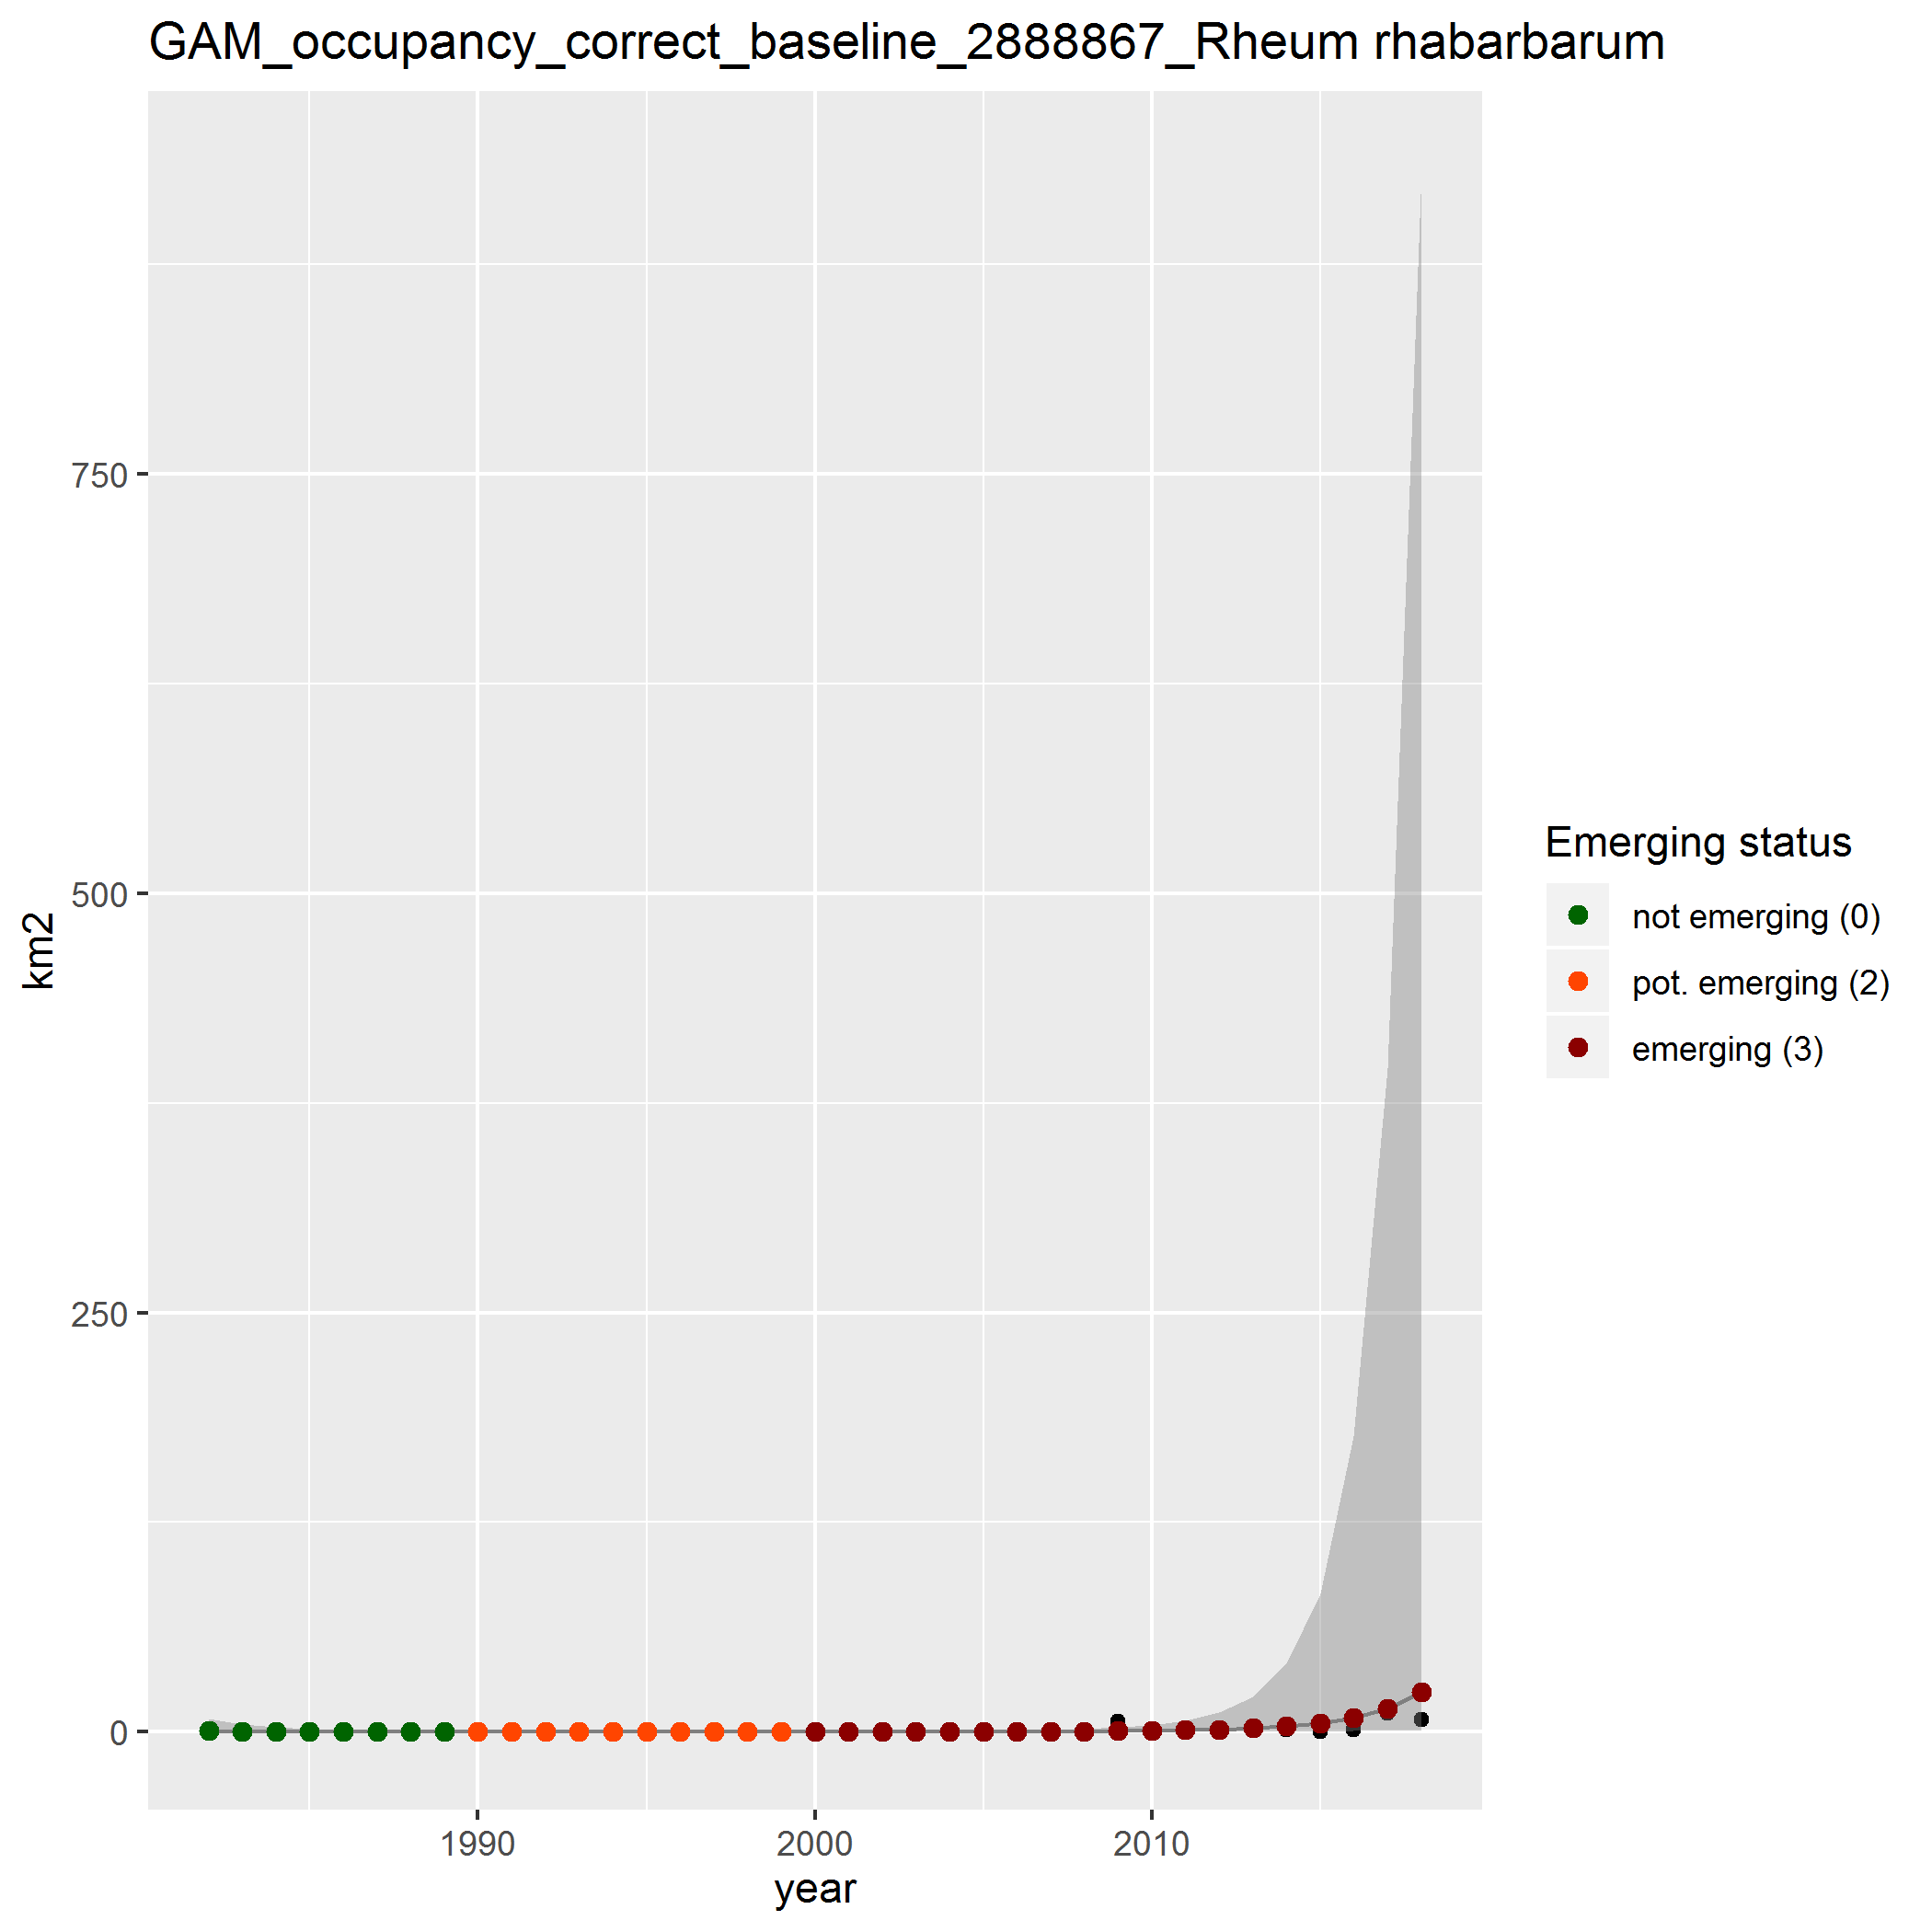 GAM_occupancy_correct_baseline_2888867_Rheum rhabarbarum
750
500
250
0
km2
1990
2000
2010
year
Emerging status
not emerging (0)
pot. emerging (2)
emerging (3)